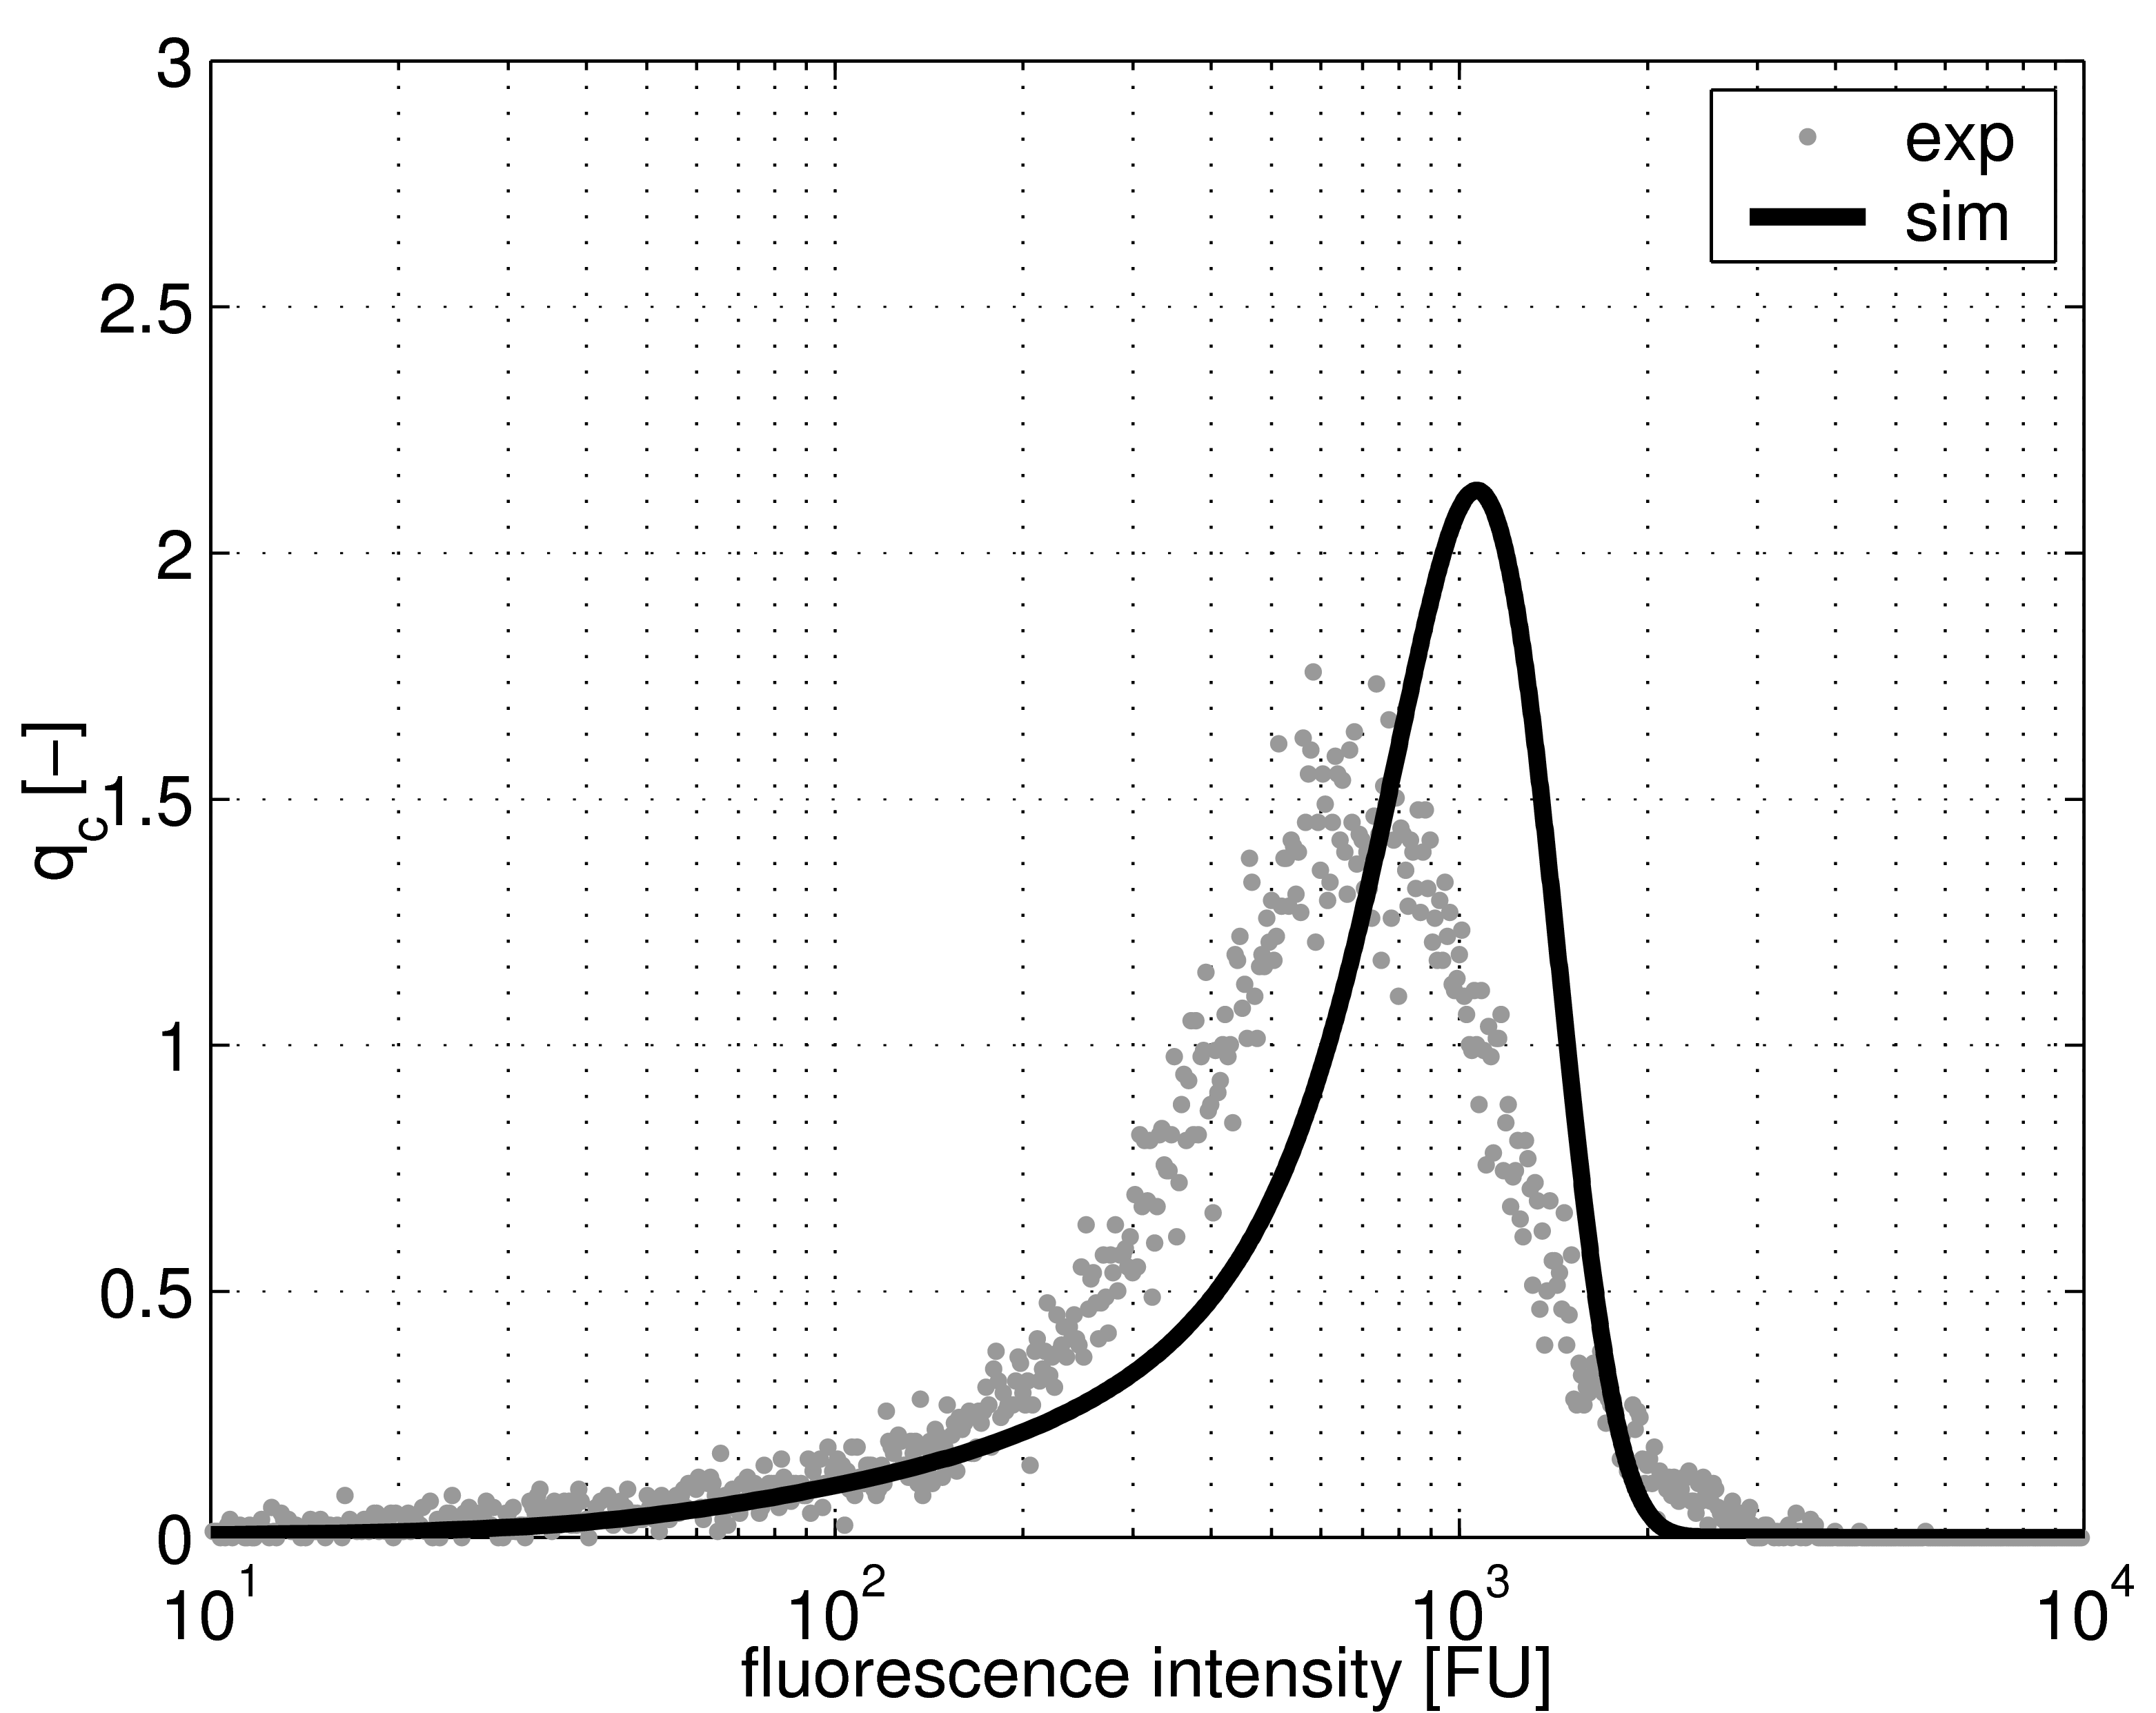 3
2.5
2
1.5
1
0.5
0
q_c [−]
exp
sim
10^1
10^2
10^3
10^4
fluorescence intensity [FU]